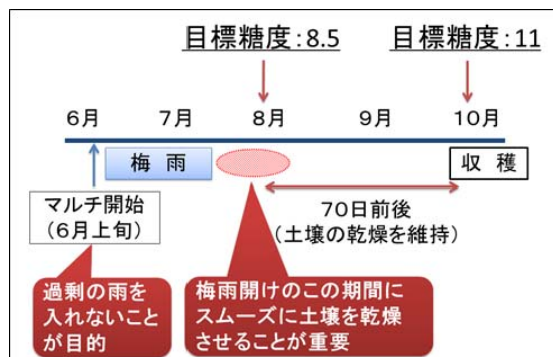 目標糖度:8.5
目標糖度:11
6月
7月
8月
9月
10月
梅雨
収穫
マルチ開始
(6月上旬)
70日前後
(土壌の乾燥を維持)
過剰の雨を
入れないこと
が目的
梅雨開けのこの期間に
スムーズに土壌を乾燥
させることが重要